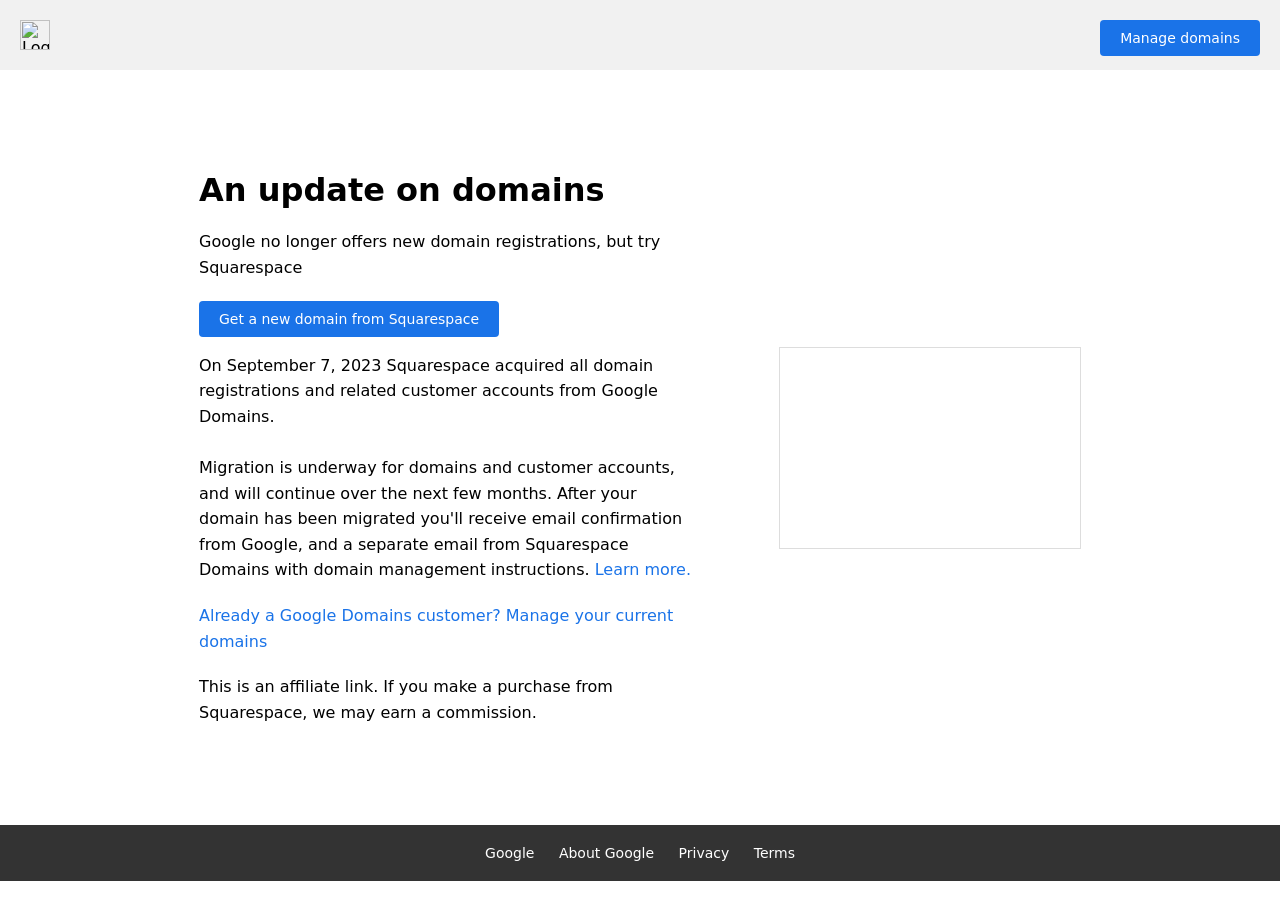 Log
Manage domains
An update on domains
Google no longer offers new domain registrations, but try
Squarespace
Get a new domain from Squarespace
On September 7, 2023 Squarespace acquired all domain
registrations and related customer accounts from Google
Domains.
Migration is underway for domains and customer accounts,
and will continue over the next few months. After your
domain has been migrated you'll receive email confirmation
from Google, and a separate email from Squarespace
Domains with domain management instructions. Learn more.
Already a Google Domains customer? Manage your current
domains
This is an affiliate link. If you make a purchase from
Squarespace, we may earn a commission.
Google About Google Privacy Terms